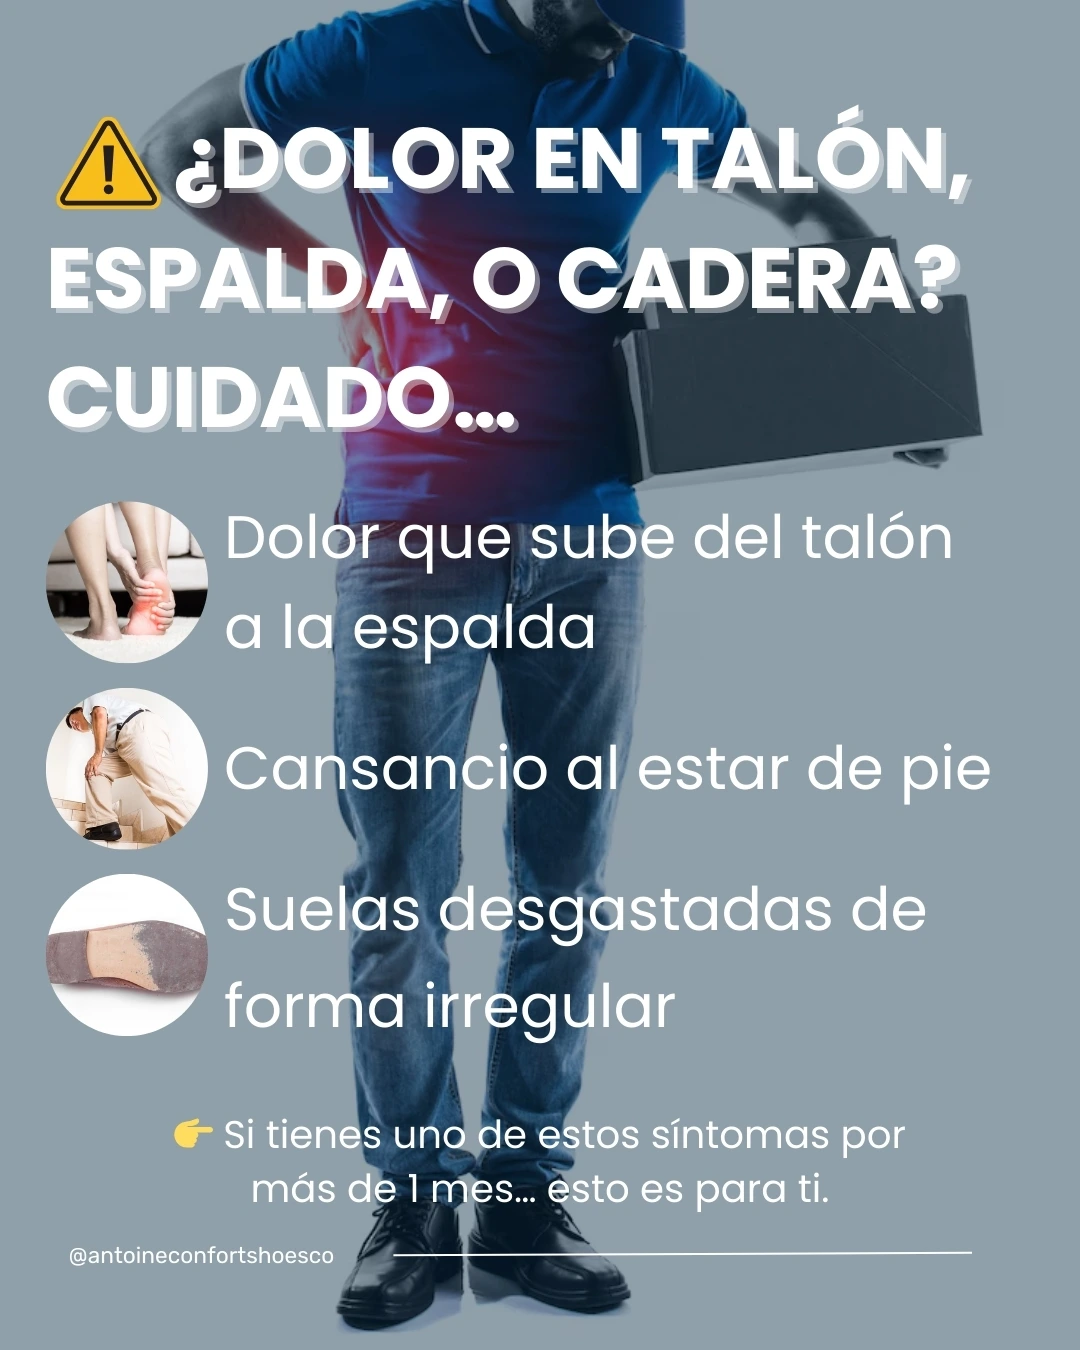 ⚠️ ¿DOLOR EN TALÓN,
ESPALDA, O CADERA?
CUIDADO...
Dolor que sube del talón
a la espalda
Cansancio al estar de pie
Suelas desgastadas de
forma irregular
👉 Si tienes uno de estos síntomas por
más de 1 mes... esto es para ti.
@antoineconfortshoesco